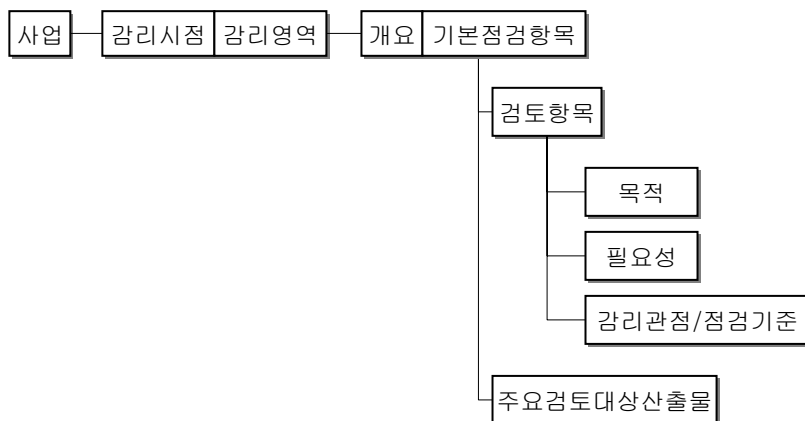 사업 감리시점 감리영역 개요 기본점검항목
검토항목
목적
필요성
감리관점/점검기준
주요검토대상산출물